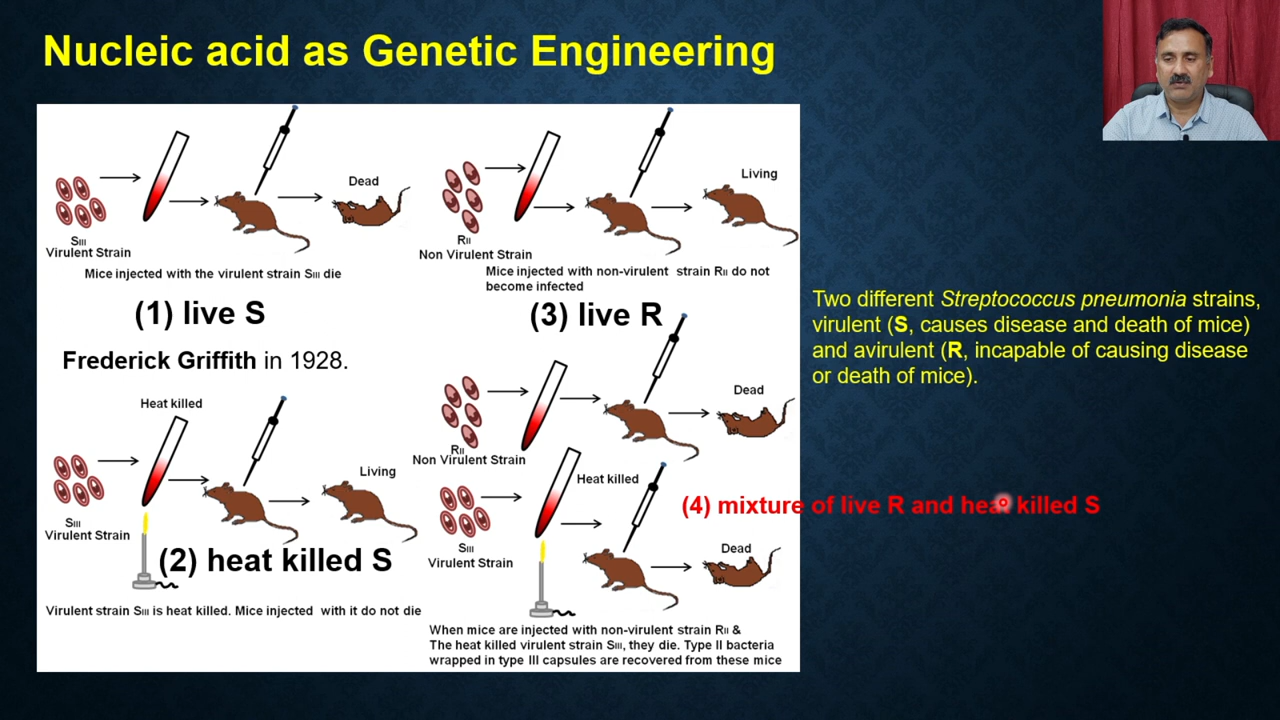 Nucleic acid as Genetic Engineering
Dead
SIII
Virulent Strain
Mice injected with the virulent strain SIII die
(1) live S
Living
RII
Non Virulent Strain
Mice injected with non-virulent strain RII do not
become infected
(3) live R
Frederick Griffith in 1928.
Heat killed
Living
SIII
Virulent Strain
(2) heat killed S
Virulent strain SIII is heat killed. Mice injected with it do not die
Dead
RII
Non Virulent Strain
Heat killed
SIII
Virulent Strain
Dead
(4) mixture of live R and heat killed S
When mice are injected with non-virulent strain RII &
The heat killed virulent strain SIII, they die. Type II bacteria
wrapped in type III capsules are recovered from these mice
Two different Streptococcus pneumonia strains,
virulent (S, causes disease and death of mice)
and avirulent (R, incapable of causing disease
or death of mice).